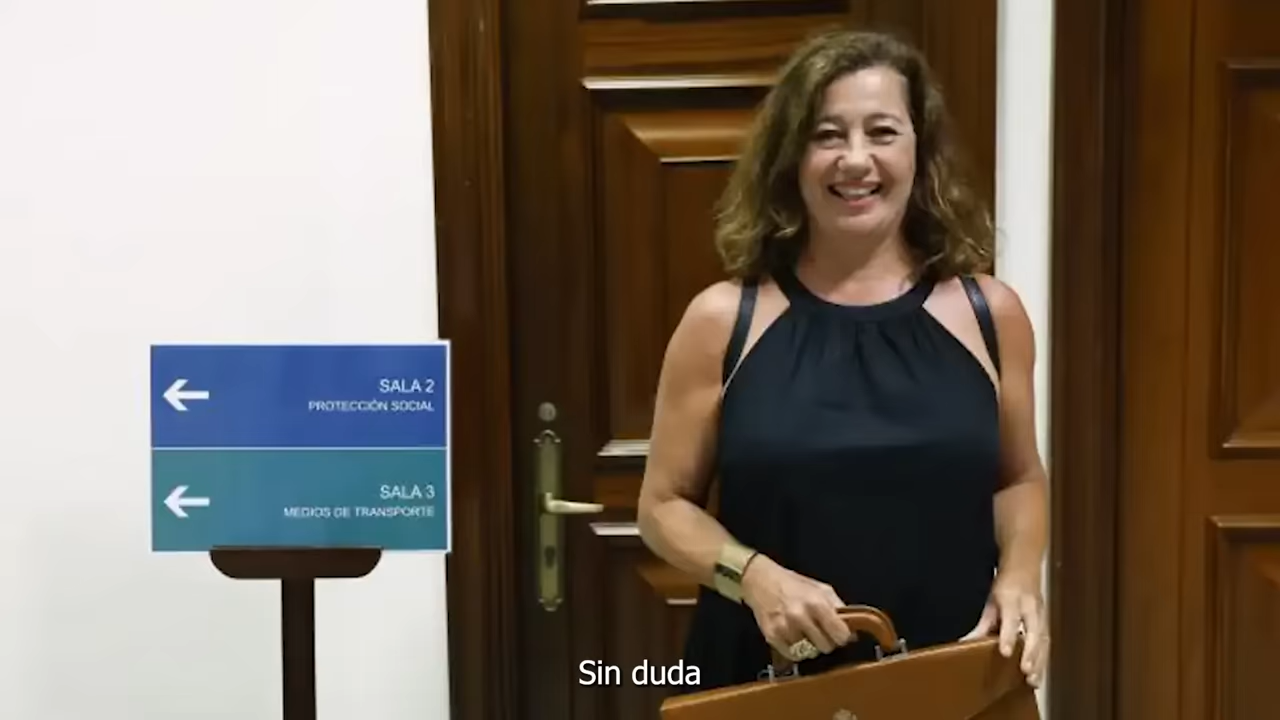 SALA 2
PROTECCIÓN SOCIAL
SALA 3
MEDIOS DE TRANSPORTE
Sin duda